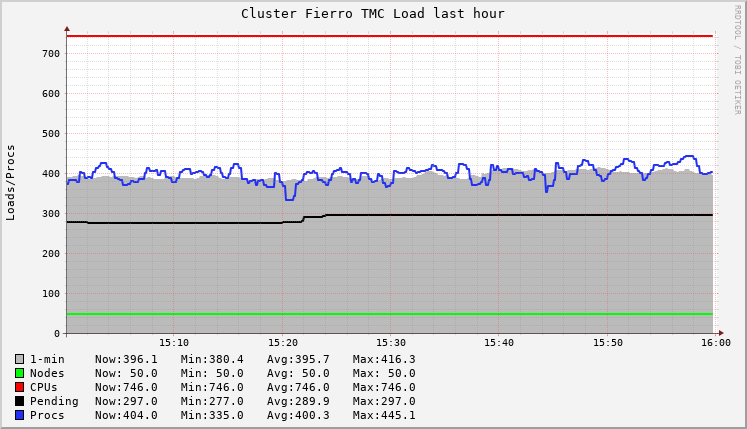 Cluster Fierro TMC Load last hour
RRDTOOL / TOBI OETIKER
Loads/Procs
700
600
500
400
300
200
100
0
15:10 15:20 15:30 15:40 15:50 16:00
1-min Now:396.1 Min:380.4 Avg:395.7 Max:416.3
Nodes Now: 50.0 Min: 50.0 Avg: 50.0 Max: 50.0
CPUs Now:746.0 Min:746.0 Avg:746.0 Max:746.0
Pending Now:297.0 Min:277.0 Avg:289.9 Max:297.0
Procs Now:404.0 Min:335.0 Avg:400.3 Max:445.1